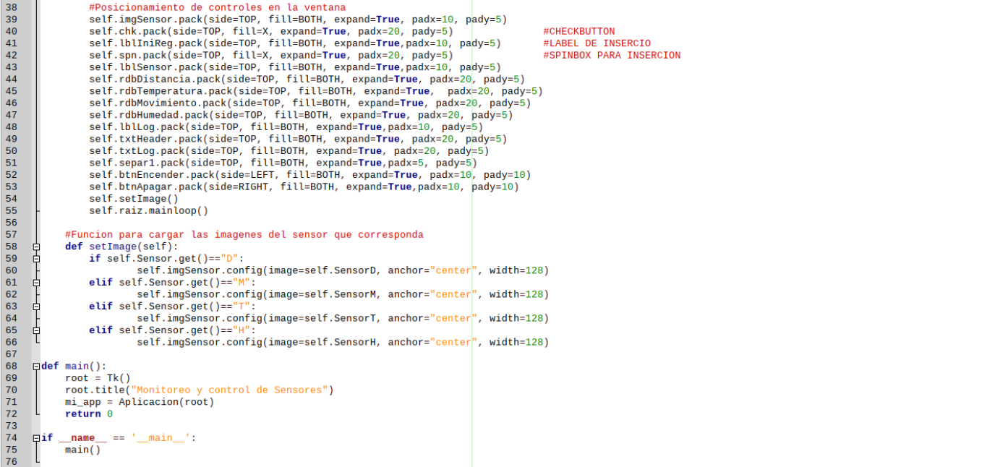 38 #Posicionamiento de controles en la ventana
39 self.imgSensor.pack(side=TOP, fill=BOTH, expand=True, padx=10, pady=5)
40 self.chk.pack(side=TOP, fill=X, expand=True, padx=20, pady=5) #CHECKBUTTON
41 self.lblIniReg.pack(side=TOP, fill=BOTH, expand=True,padx=10, pady=5) #LABEL DE INSERCIO
42 self.spn.pack(side=TOP, fill=X, expand=True, padx=20, pady=5) #SPINBOX PARA INSERCION
43 self.lblSensor.pack(side=TOP, fill=BOTH, expand=True,padx=10, pady=5)
44 self.rdbDistancia.pack(side=TOP, fill=BOTH, expand=True, padx=20, pady=5)
45 self.rdbTemperatura.pack(side=TOP, fill=BOTH, expand=True,  padx=20, pady=5)
46 self.rdbMovimiento.pack(side=TOP, fill=BOTH, expand=True, padx=20, pady=5)
47 self.rdbHumedad.pack(side=TOP, fill=BOTH, expand=True, padx=20, pady=5)
48 self.lblLog.pack(side=TOP, fill=BOTH, expand=True,padx=10, pady=5)
49 self.txtHeader.pack(side=TOP, fill=BOTH, expand=True, padx=20, pady=5)
50 self.txtLog.pack(side=TOP, fill=BOTH, expand=True, padx=20, pady=5)
51 self.separ1.pack(side=TOP, fill=BOTH, expand=True,padx=5, pady=5)
52 self.btnEncender.pack(side=LEFT, fill=BOTH, expand=True, padx=10, pady=10)
53 self.btnApagar.pack(side=RIGHT, fill=BOTH, expand=True,padx=10, pady=10)
54 self.setImage()
55 self.raiz.mainloop()
56
57 #Funcion para cargar las imagenes del sensor que corresponda
58 def setImage(self):
59 if self.Sensor.get()=="D":
60 self.imgSensor.config(image=self.SensorD, anchor="center", width=128)
61 elif self.Sensor.get()=="M":
62 self.imgSensor.config(image=self.SensorM, anchor="center", width=128)
63 elif self.Sensor.get()=="T":
64 self.imgSensor.config(image=self.SensorT, anchor="center", width=128)
65 elif self.Sensor.get()=="H":
66 self.imgSensor.config(image=self.SensorH, anchor="center", width=128)
67
68 def main():
69 root = Tk()
70 root.title("Monitoreo y control de Sensores")
71 mi_app = Aplicacion(root)
72 return 0
73
74 if __name__ == '__main__':
75 main()
76